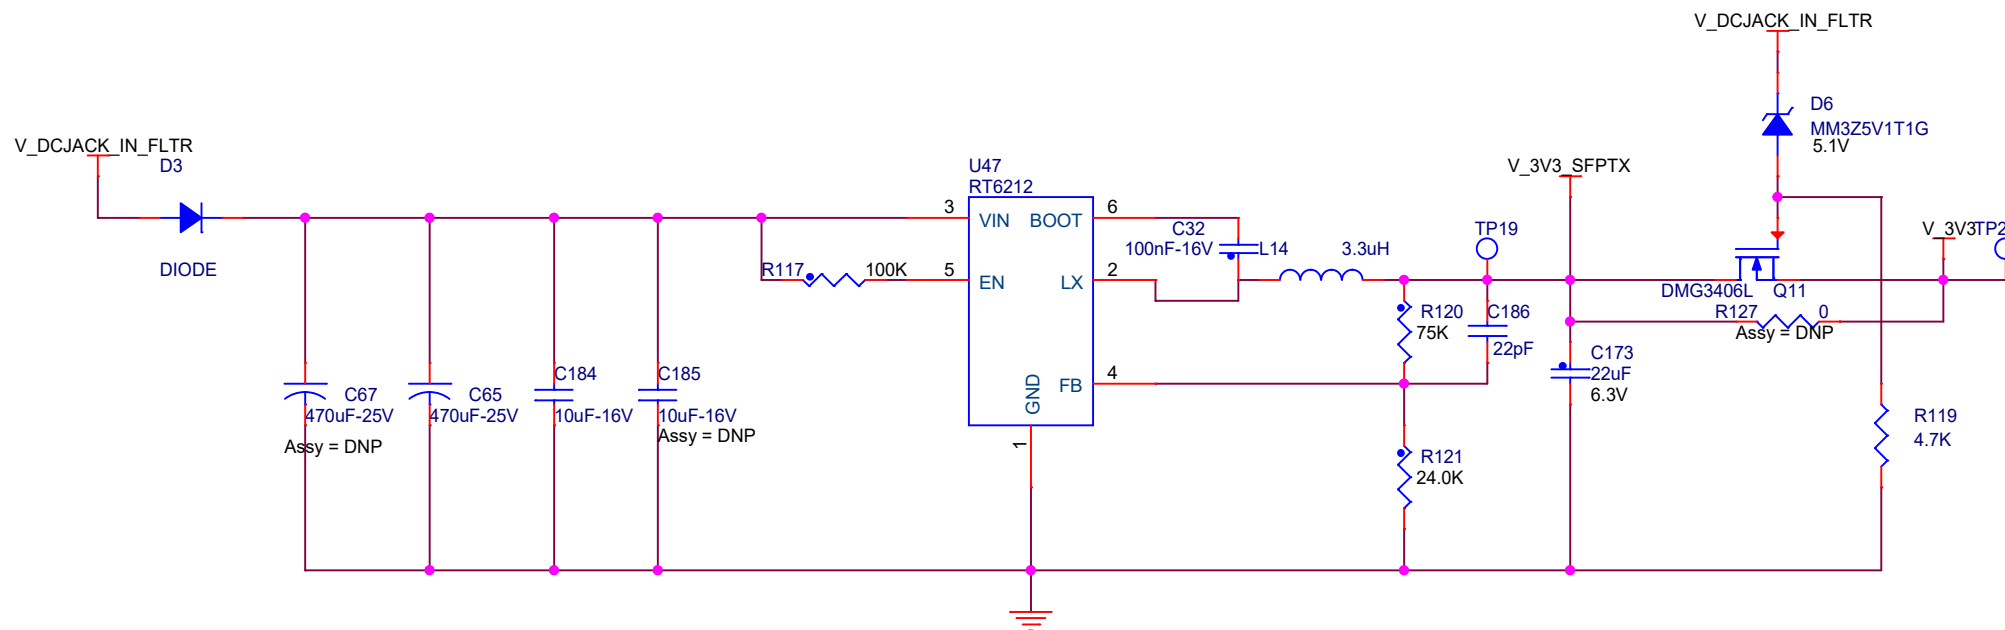 V_DCJACK_IN_FLTR
D6
MM3Z5V1T1G
5.1V
V_DCJACK_IN_FLTR
D3
DIODE
U47
RT6212
3
VIN
BOOT
6
5
EN
LX
2
FB
4
GND
1
R117
100K
C32
100nF-16V
L14
3.3uH
TP19
V_3V3_SFPTX
V_3V3
TP2
DMG3406L
Q11
R127
0
Assy = DNP
R120
75K
C186
22pF
C173
22uF
6.3V
C67
470uF-25V
Assy = DNP
C65
470uF-25V
C184
10uF-16V
C185
10uF-16V
Assy = DNP
R121
24.0K
R119
4.7K